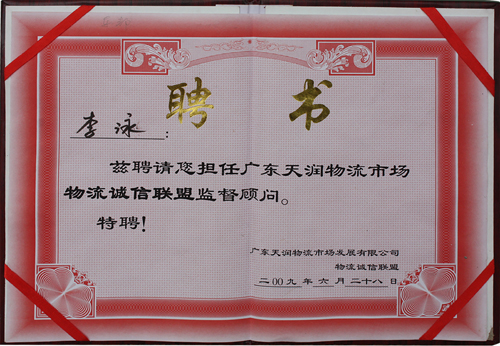 聘 书
李泳:
兹聘请您担任广东天润物流市场
物流诚信联盟监督顾问。
特聘!
广东天润物流市场发展有限公司
物流诚信联盟
二00九年六月二十八日